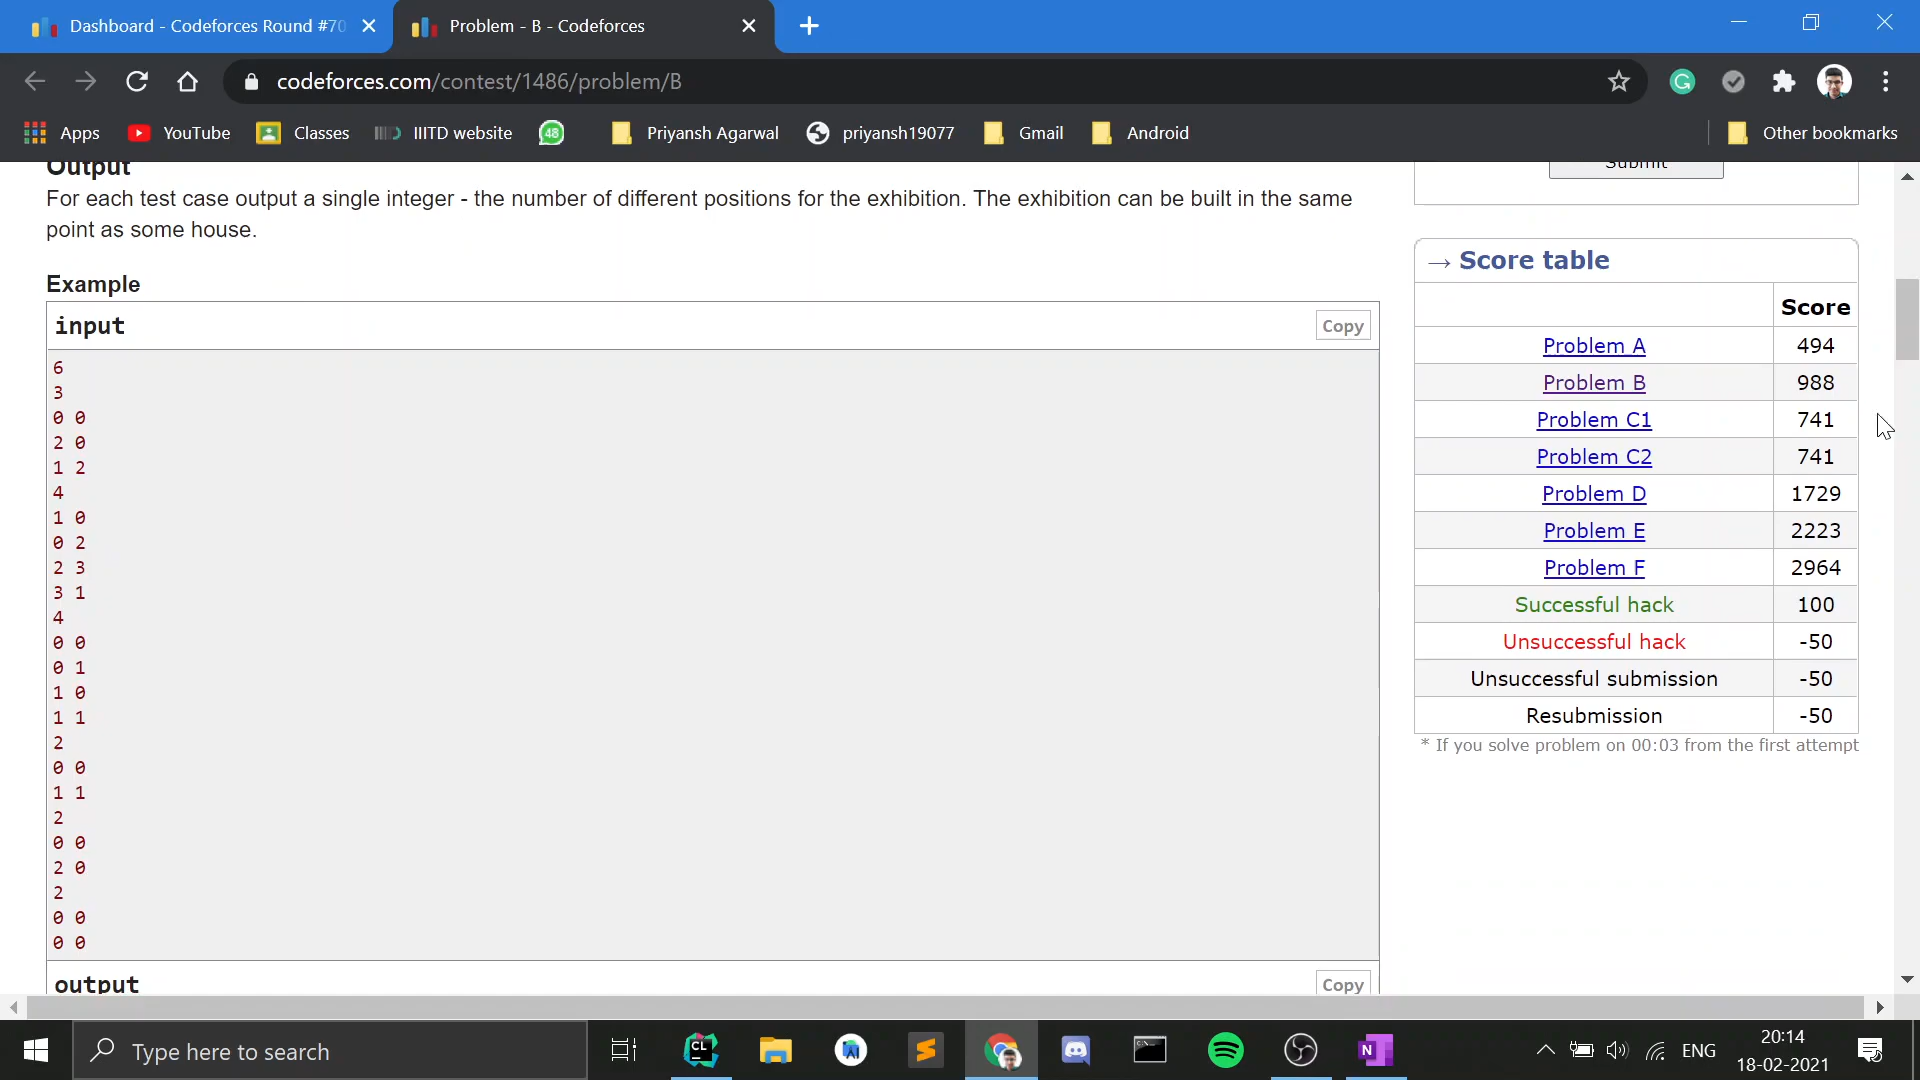 Dashboard - Codeforces Round #70
Problem - B - Codeforces
codeforces.com/contest/1486/problem/B
Apps YouTube Classes IIITD website 48 Priyansh Agarwal priyansh19077 Gmail Android Other bookmarks
Output
For each test case output a single integer - the number of different positions for the exhibition. The exhibition can be built in the same
point as some house.
Example
input Copy
6
3
0 0
2 0
1 2
4
1 0
0 2
2 3
3 1
4
0 0
0 1
1 0
1 1
2
0 0
1 1
2
0 0
2 0
2
0 0
0 0
output Copy
Submit
→ Score table
Score
Problem A 494
Problem B 988
Problem C1 741
Problem C2 741
Problem D 1729
Problem E 2223
Problem F 2964
Successful hack 100
Unsuccessful hack -50
Unsuccessful submission -50
Resubmission -50
* If you solve problem on 00:03 from the first attempt
Type here to search
CL
N
ENG
20:14
18-02-2021